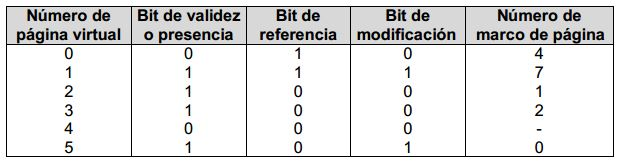 Número de página virtual | Bit de validez o presencia | Bit de referencia | Bit de modificación | Número de marco de página
0 | 0 | 1 | 0 | 4
1 | 1 | 1 | 1 | 7
2 | 1 | 0 | 0 | 1
3 | 1 | 0 | 0 | 2
4 | 0 | 0 | 0 | -
5 | 1 | 0 | 1 | 0